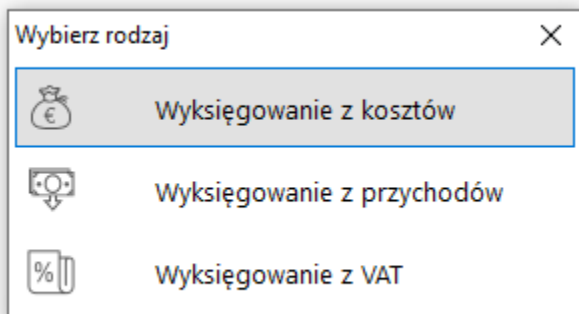 Wybierz rodzaj
Wyksięgowanie z kosztów
Wyksięgowanie z przychodów
Wyksięgowanie z VAT